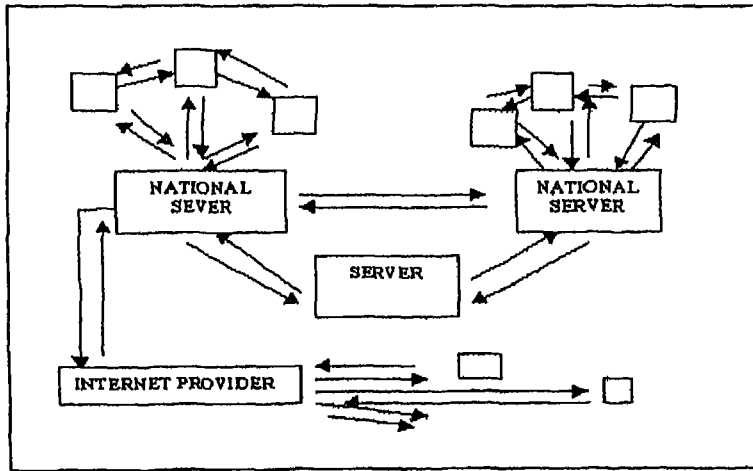 NATIONAL
SEVER
NATIONAL
SERVER
SERVER
INTERNET PROVIDER